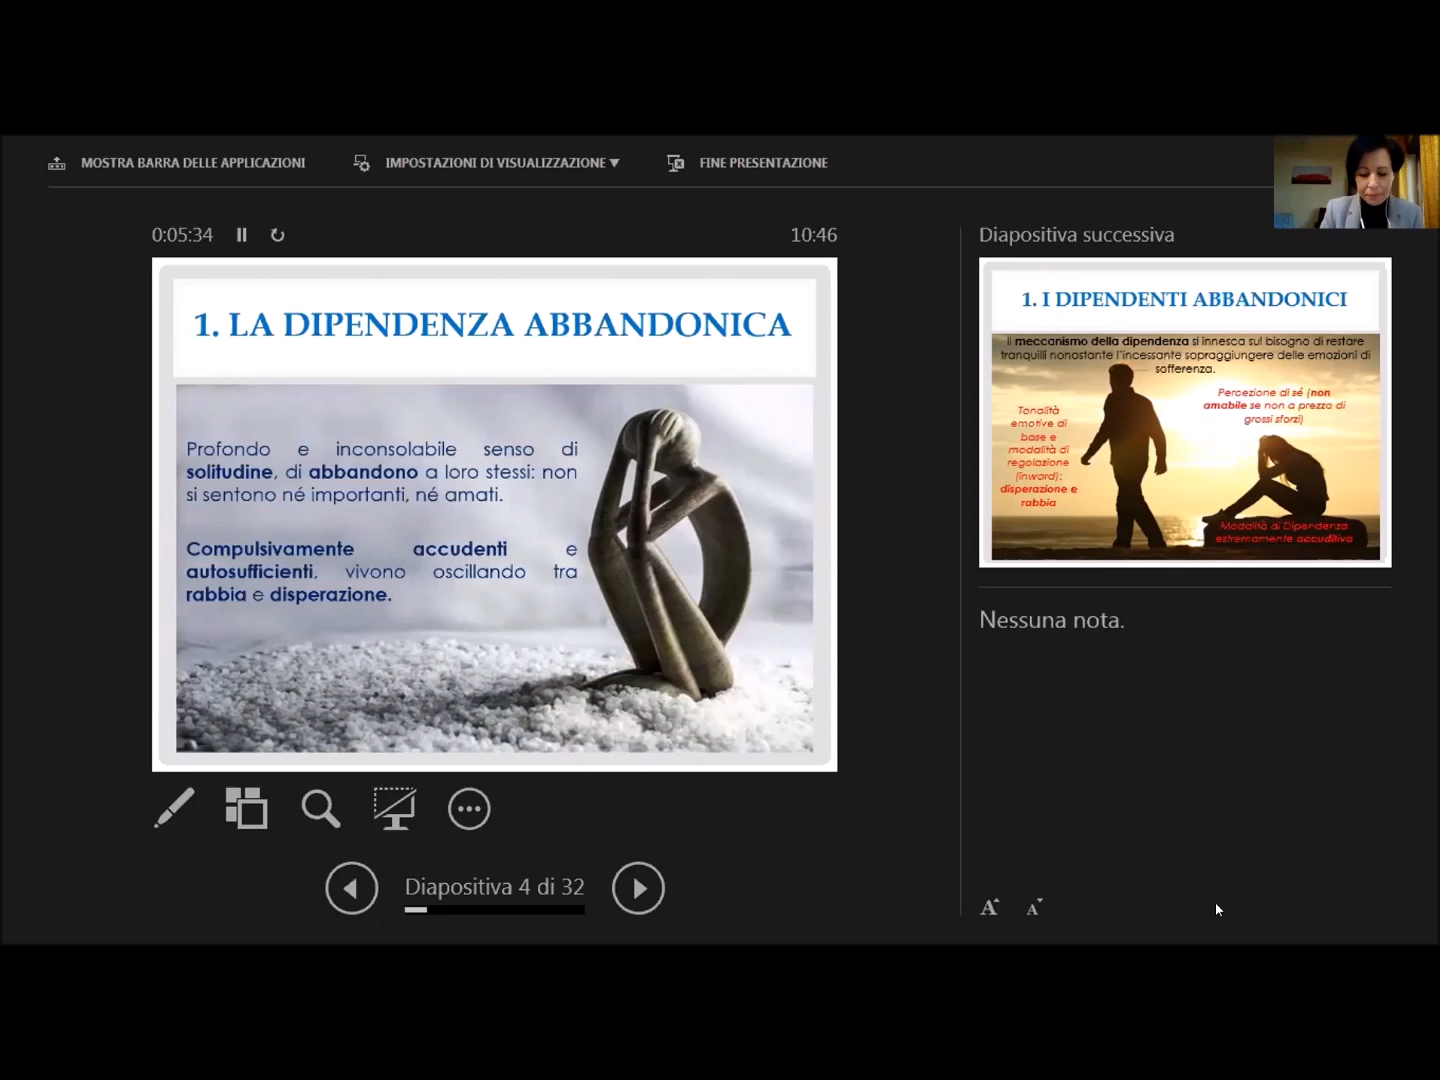 MOSTRA BARRA DELLE APPLICAZIONI
IMPOSTAZIONI DI VISUALIZZAZIONE ▼
FINE PRESENTAZIONE
0:05:34
10:46
1. LA DIPENDENZA ABBANDONICA
Profondo e inconsolabile senso di
solitudine, di abbandono a loro stessi: non
si sentono né importanti, né amati.
Compulsivamente accudenti e
autosufficienti, vivono oscillando tra
rabbia e disperazione.
Diapositiva 4 di 32
Diapositiva successiva
1. I DIPENDENTI ABBANDONICI
Il meccanismo della dipendenza si innesca sul bisogno di restare
tranquilli nonostante l'incessante sopraggiungere delle emozioni di
sofferenza.
Percezione di sé (non
amabile se non a prezzo di
grossi sforzi)
Tonalità
emotive di
base e
modalità di
regolazione
(inward):
disperazione e
rabbia
Modalità di Dipendenza
estremamente accuditivo
Nessuna nota.
A A